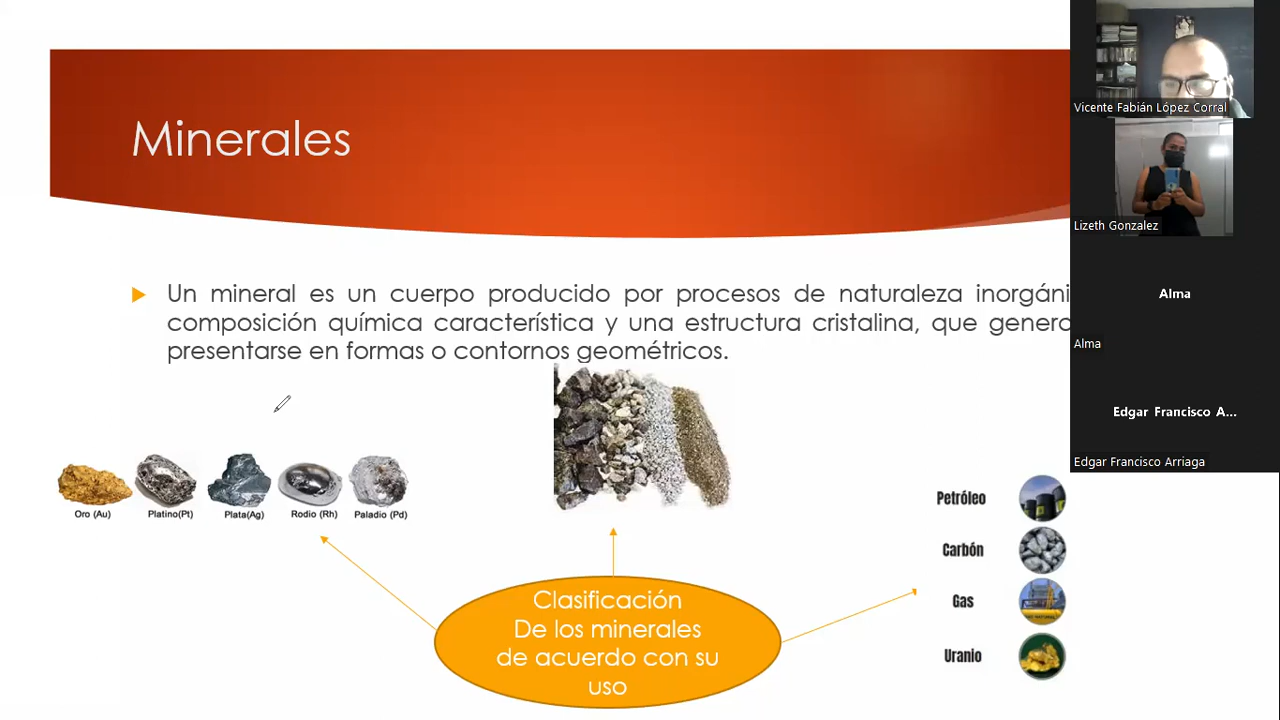 Minerales
Un mineral es un cuerpo producido por procesos de naturaleza
composición química característica y una estructura cristalina, que
presentarse en formas o contornos geométricos.
Oro (Au)
Platino(Pt)
Plata(Ag)
Rodio (Rh)
Paladio (Pd)
Clasificación
De los minerales
de acuerdo con su
uso
Petróleo
Carbón
Gas
Uranio
Vicente Fabián López Corral
Lizeth Gonzalez
Alma
Alma
Edgar Francisco A...
Edgar Francisco Arriaga